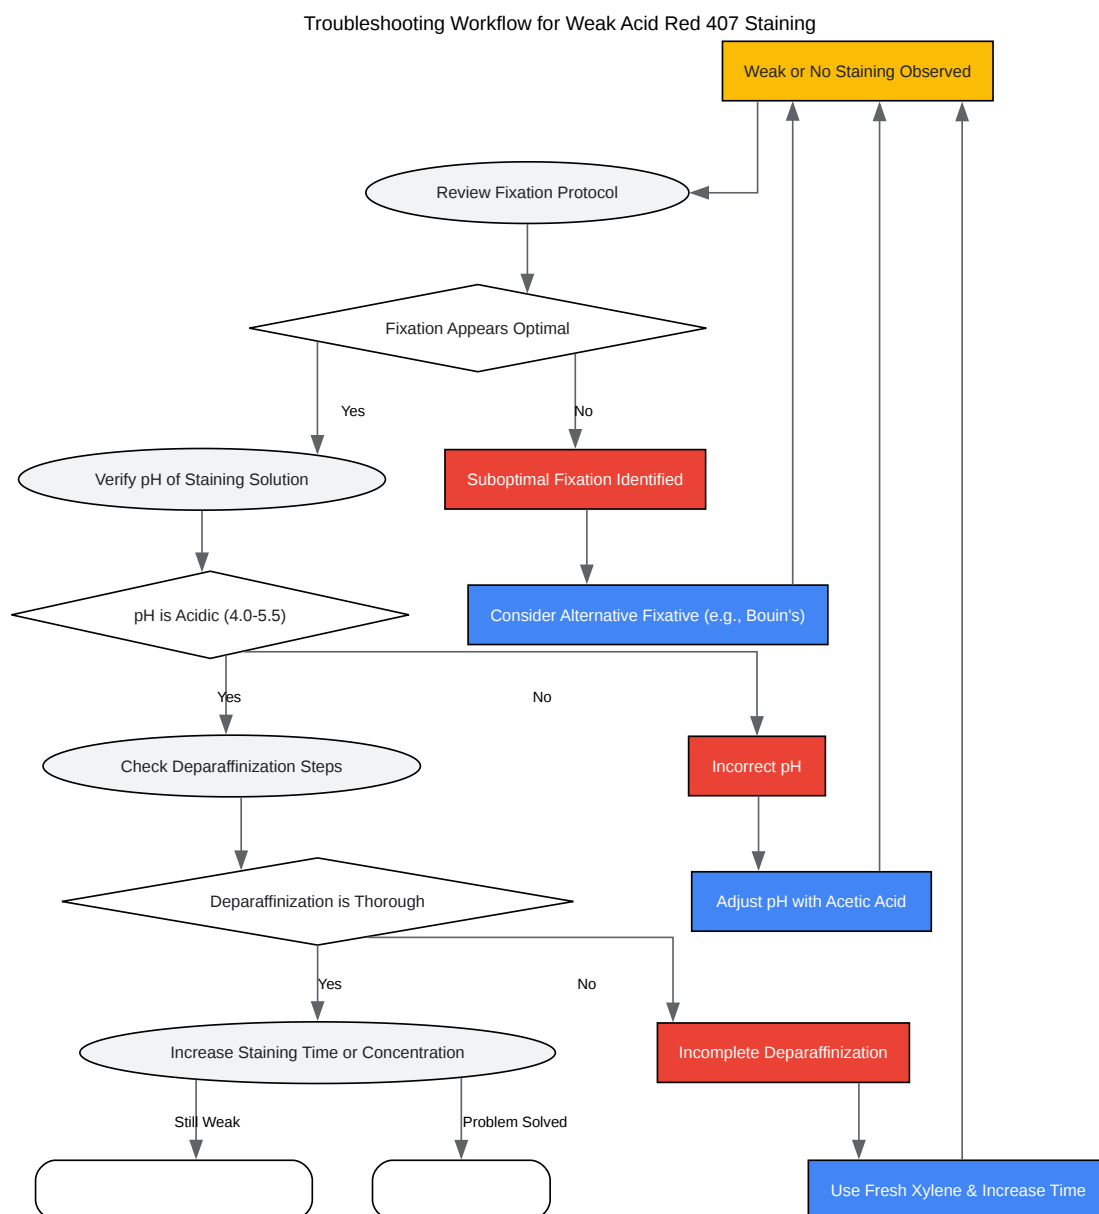 Troubleshooting Workflow for Weak Acid Red 407 Staining
Weak or No Staining Observed
Review Fixation Protocol
Fixation Appears Optimal
Yes
No
Verify pH of Staining Solution
Suboptimal Fixation Identified
pH is Acidic (4.0-5.5)
Consider Alternative Fixative (e.g., Bouin's)
Yes
No
Check Deparaffinization Steps
Incorrect pH
Deparaffinization is Thorough
Adjust pH with Acetic Acid
Yes
No
Increase Staining Time or Concentration
Incomplete Deparaffinization
Still Weak
Problem Solved
Use Fresh Xylene & Increase Time